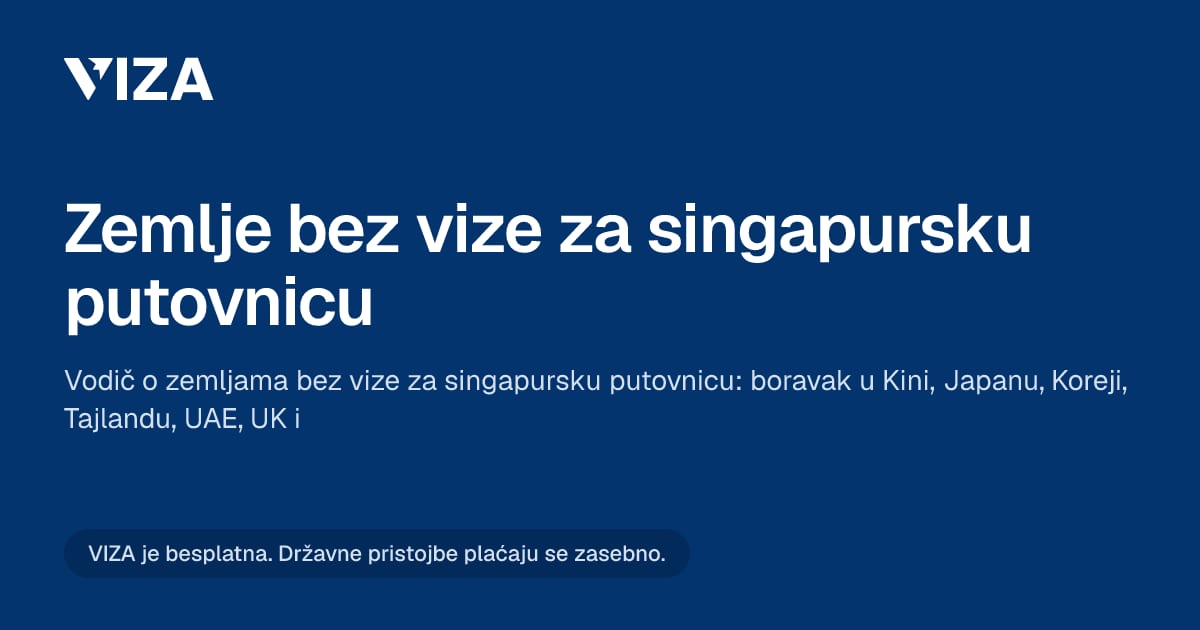 VIZA
Zemlje bez vize za singapursku
putovnicu
Vodič o zemljama bez vize za singapursku putovnicu: boravak u Kini, Japanu, Koreji,
Tajlandu, UAE, UK i
VIZA je besplatna. Državne pristojbe plaćaju se zasebno.